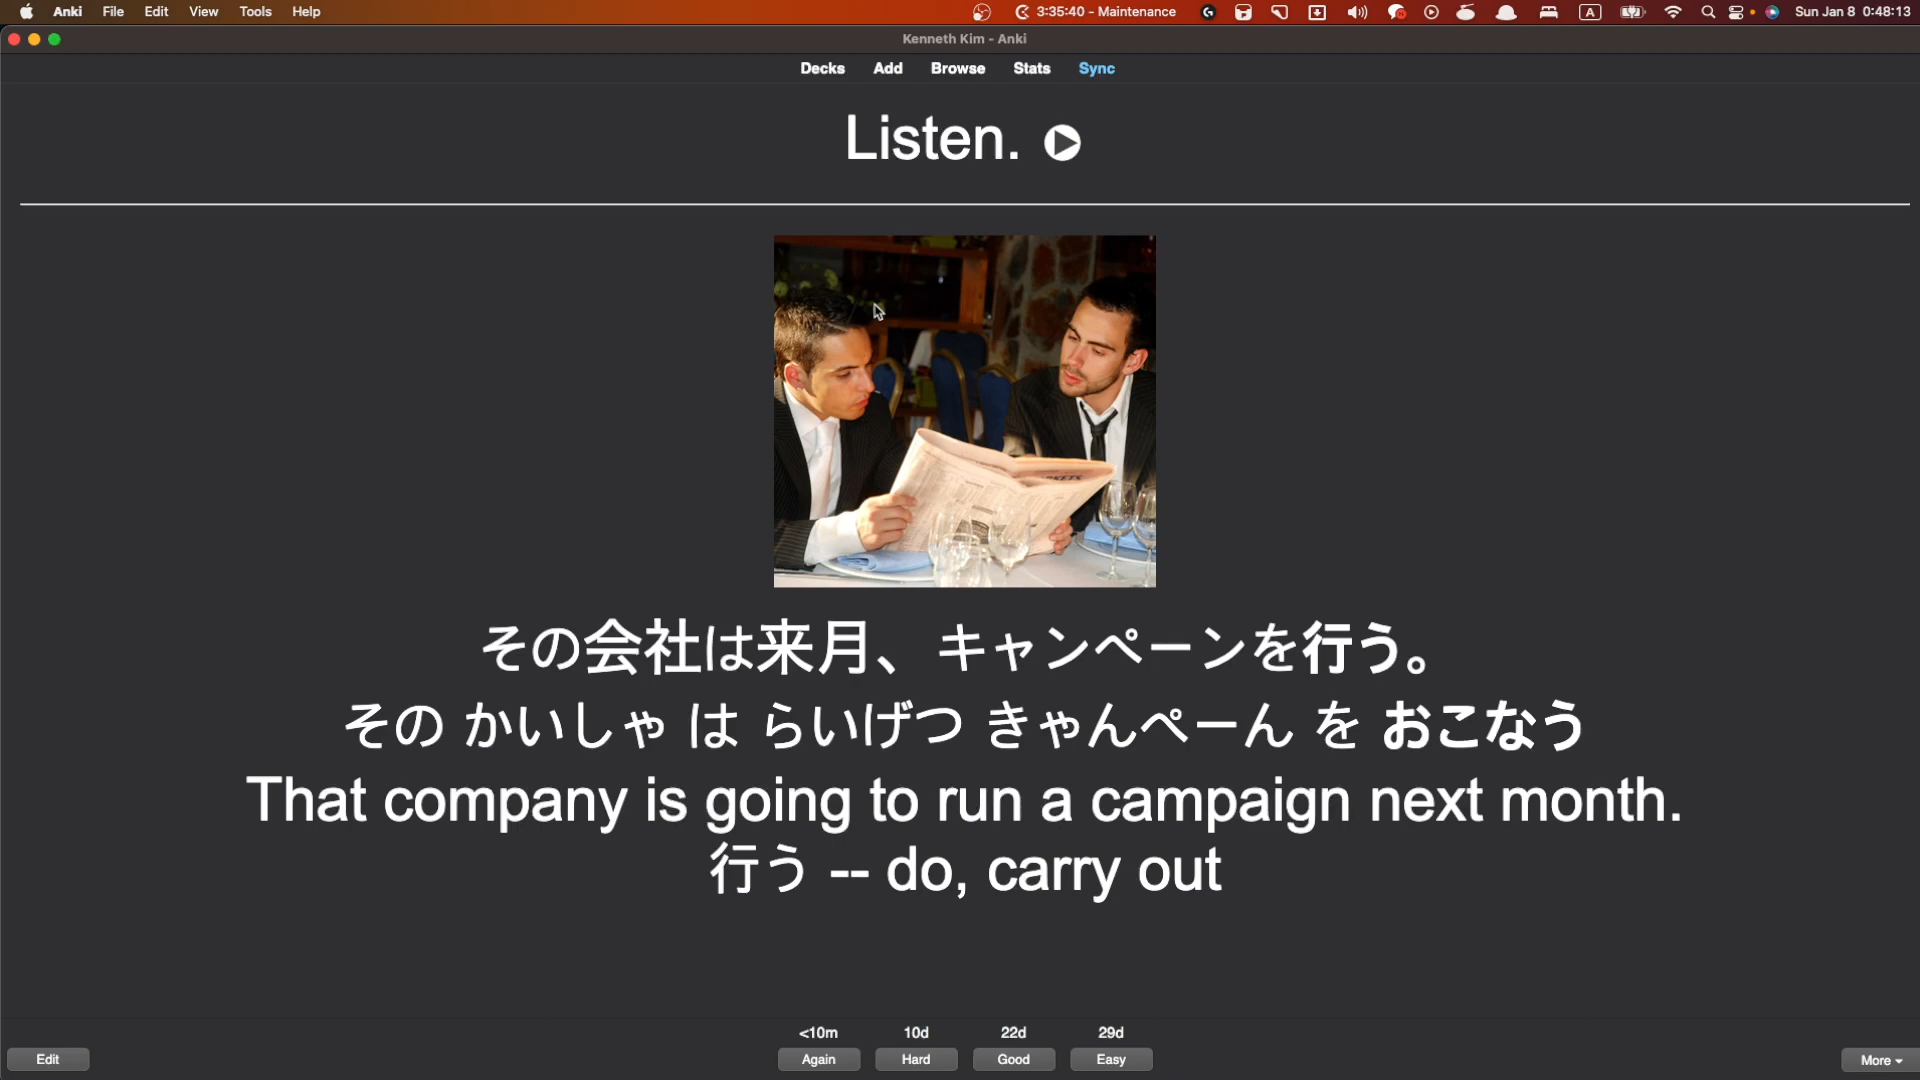 Anki File Edit View Tools Help 3:35:40 - Maintenance A Sun Jan 8 0:48:13
Kenneth Kim - Anki
Decks Add Browse Stats Sync
Listen.
その会社は来月、キャンペーンを行う。
その かいしゃ は らいげつ きゃんぺーん を おこなう
That company is going to run a campaign next month.
行う -- do, carry out
<10m 10d 22d 29d
Edit Again Hard Good Easy More